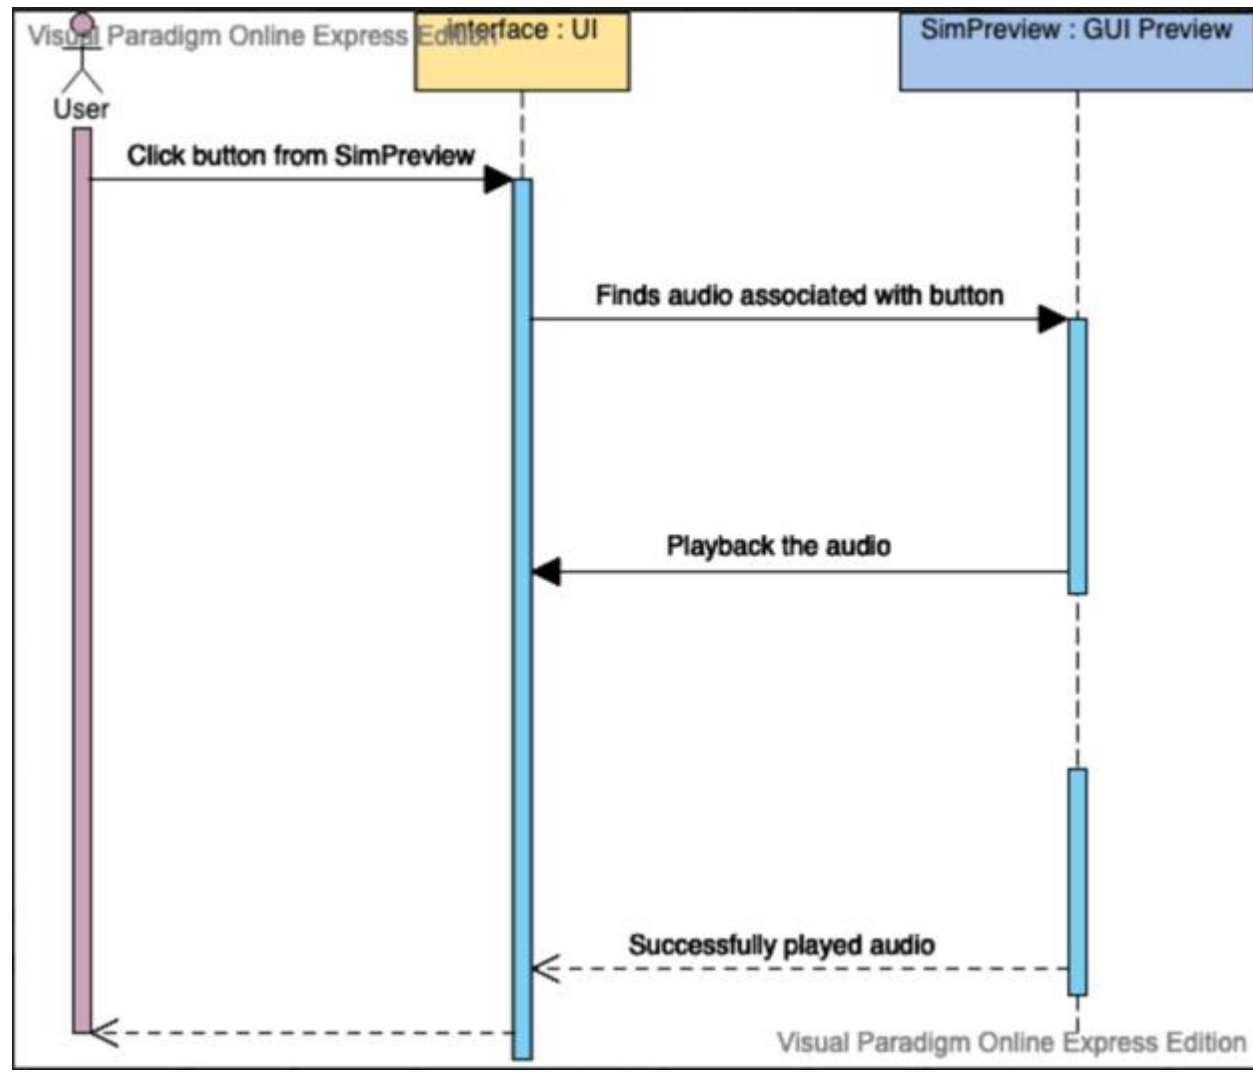 Visual Paradigm Online Express Edition
interface : UI
SimPreview : GUI Preview
User
Click button from SimPreview
Finds audio associated with button
Playback the audio
Successfully played audio
Visual Paradigm Online Express Edition